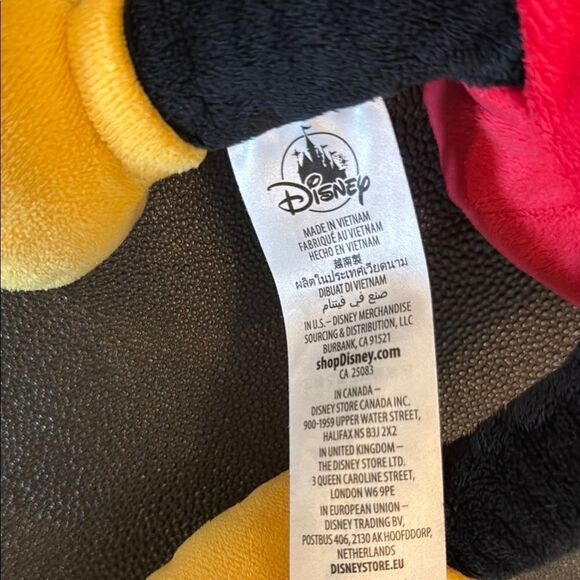 Disney
MADE IN VIETNAM
FABRIQUÉ AU VIETNAM
HECHO EN VIETNAM
越南製
ผลิตในประเทศเวียดนาม
DIBUAT DI VIETNAM
صنع في فيتنام
IN U.S. – DISNEY MERCHANDISE
SOURCING & DISTRIBUTION, LLC
BURBANK, CA 91521
shopDisney.com
CA 25083
IN CANADA –
DISNEY STORE CANADA INC.
900-1959 UPPER WATER STREET,
HALIFAX NS B3J 2X2
IN UNITED KINGDOM –
THE DISNEY STORE LTD.
3 QUEEN CAROLINE STREET,
LONDON W6 9PE
IN EUROPEAN UNION –
DISNEY TRADING BV,
POSTBUS 406, 2130 AK HOOFDDORP,
NETHERLANDS
DISNEYSTORE.EU